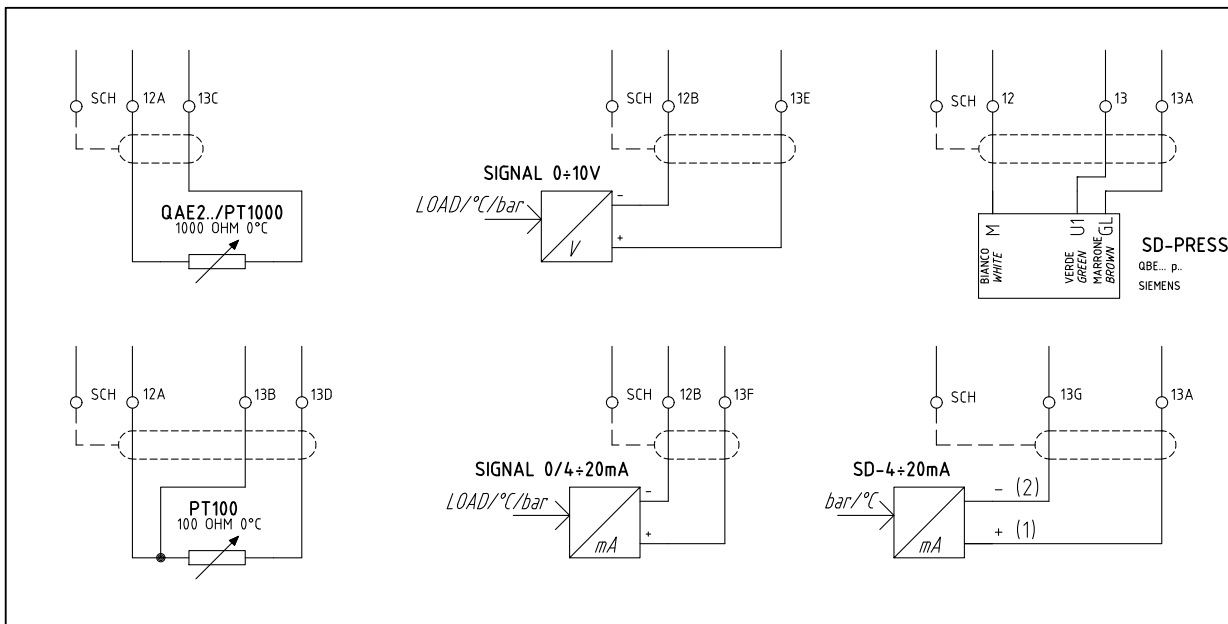 SCH 12A 13C
QAE2../PT1000
1000 OHM 0°C
SCH 12B 13E
SIGNAL 0÷10V
LOAD/°C/bar
-
+
V
SCH 12 13 13A
M U1 GL
BIANCO
WHITE
VERDE
GREEN
MARRONE
BROWN
SD-PRESS
QBE... p..
SIEMENS
SCH 12A 13B 13D
PT100
100 OHM 0°C
SCH 12B 13F
SIGNAL 0/4÷20mA
LOAD/°C/bar
-
+
mA
SCH 13G 13A
SD-4÷20mA
bar/°C
- (2)
+ (1)
mA